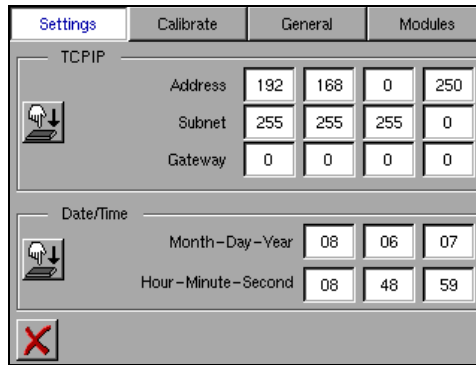 Settings Calibrate General Modules
TCPIP
Address 192 168 0 250
Subnet 255 255 255 0
Gateway 0 0 0 0
Date/Time
Month-Day-Year 08 06 07
Hour-Minute-Second 08 48 59